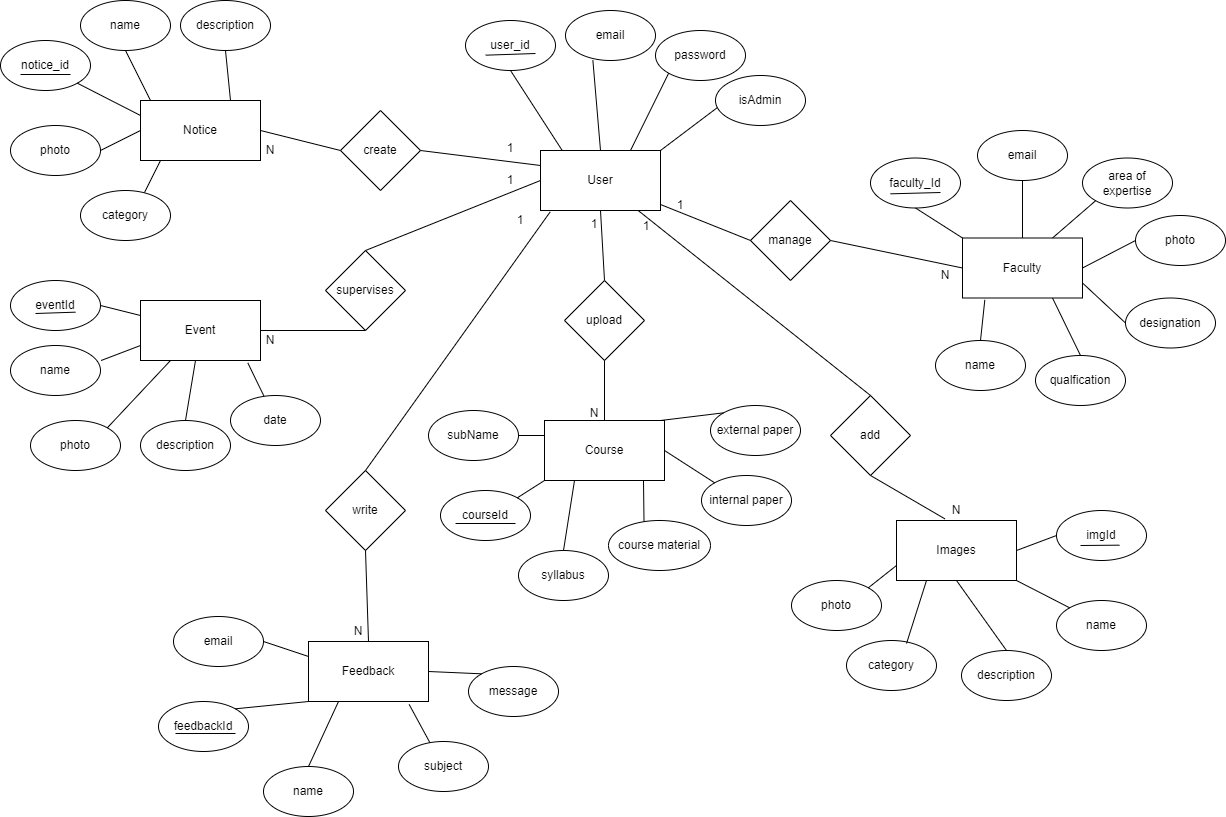 name
description
notice_id
Notice
photo
category
N
create
1
user_id
email
password
isAdmin
User
1
1
1
1
1
supervises
eventId
Event
N
name
photo
description
date
manage
N
faculty_Id
email
area of
expertise
photo
Faculty
designation
name
qualfication
upload
N
subName
Course
external paper
internal paper
courseId
course material
syllabus
add
N
Images
imgId
photo
name
category
description
write
N
email
Feedback
message
feedbackId
subject
name